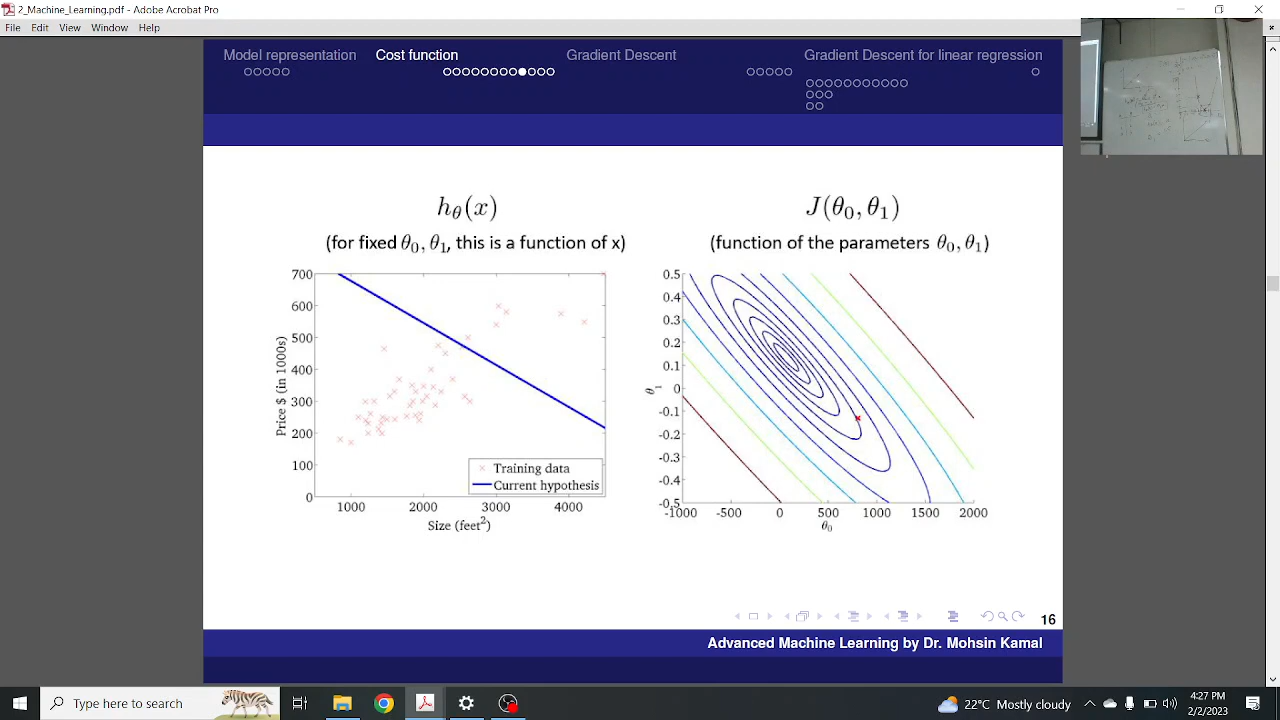 2_Machine_Learning.pdf - Adobe Acrobat Pro
File Edit View Window Help
Model representation Cost function Gradient Descent Gradient Descent for linear regression
hθ(x)
(for fixed θ0, θ1, this is a function of x)
700
600
500
400
300
200
100
0
Price $ (in 1000s)
1000 2000 3000 4000
Size (feet²)
Training data
Current hypothesis
J(θ0, θ1)
(function of the parameters θ0, θ1)
0.5
0.4
0.3
0.2
0.1
0
-0.1
-0.2
-0.3
-0.4
-0.5
θ1
-1000 -500 0 500 1000 1500 2000
θ0
16
Advanced Machine Learning by Dr. Mohsin Kamal
Type here to search
22°C Mostly cloudy
4:27 PM
2/2/2023